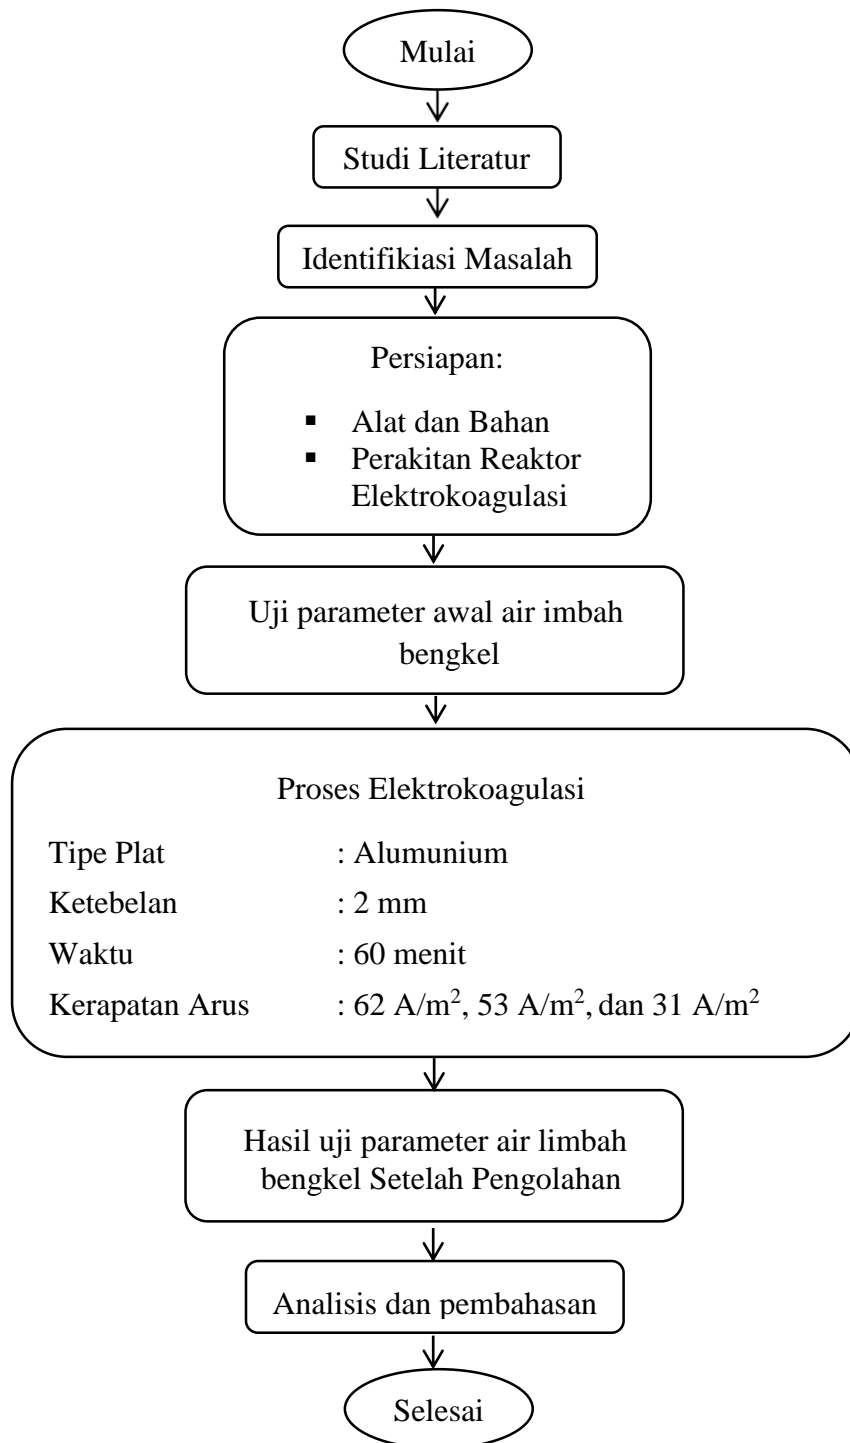 Mulai
Studi Literatur
Identifikiasi Masalah
Persiapan:
▪ Alat dan Bahan
▪ Perakitan Reaktor
Elektrokoagulasi
Uji parameter awal air imbah
bengkel
Proses Elektrokoagulasi
Tipe Plat : Alumunium
Ketebelan : 2 mm
Waktu : 60 menit
Kerapatan Arus : 62 A/m², 53 A/m², dan 31 A/m²
Hasil uji parameter air limbah
bengkel Setelah Pengolahan
Analisis dan pembahasan
Selesai